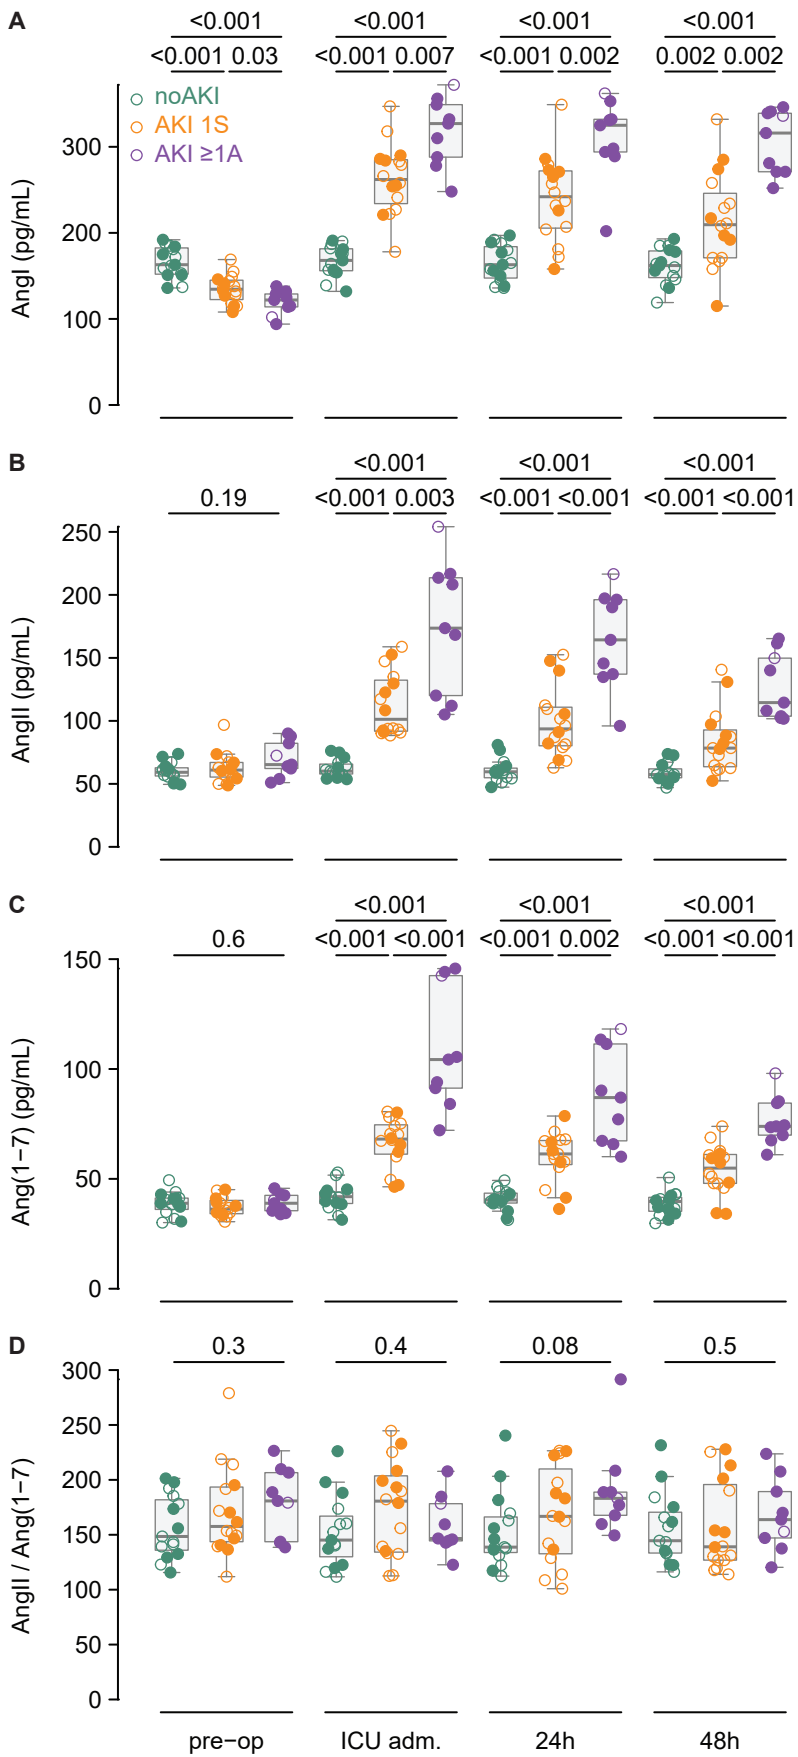 A
<0.001 <0.001 <0.001 <0.001
<0.001 0.03 <0.001 0.007 <0.001 0.002 0.002 0.002
noAKI
AKI 1S
AKI ≥1A
AngI (pg/mL)
300
200
100
0
B
<0.001 <0.001 <0.001
0.19 <0.001 0.003 <0.001 <0.001 <0.001 <0.001
AngII (pg/mL)
250
200
150
100
50
0
C
<0.001 <0.001 <0.001
0.6 <0.001 <0.001 <0.001 0.002 <0.001 <0.001
Ang(1−7) (pg/mL)
150
100
50
0
D
0.3 0.4 0.08 0.5
AngII / Ang(1−7)
300
250
200
150
100
50
0
pre−op ICU adm. 24h 48h